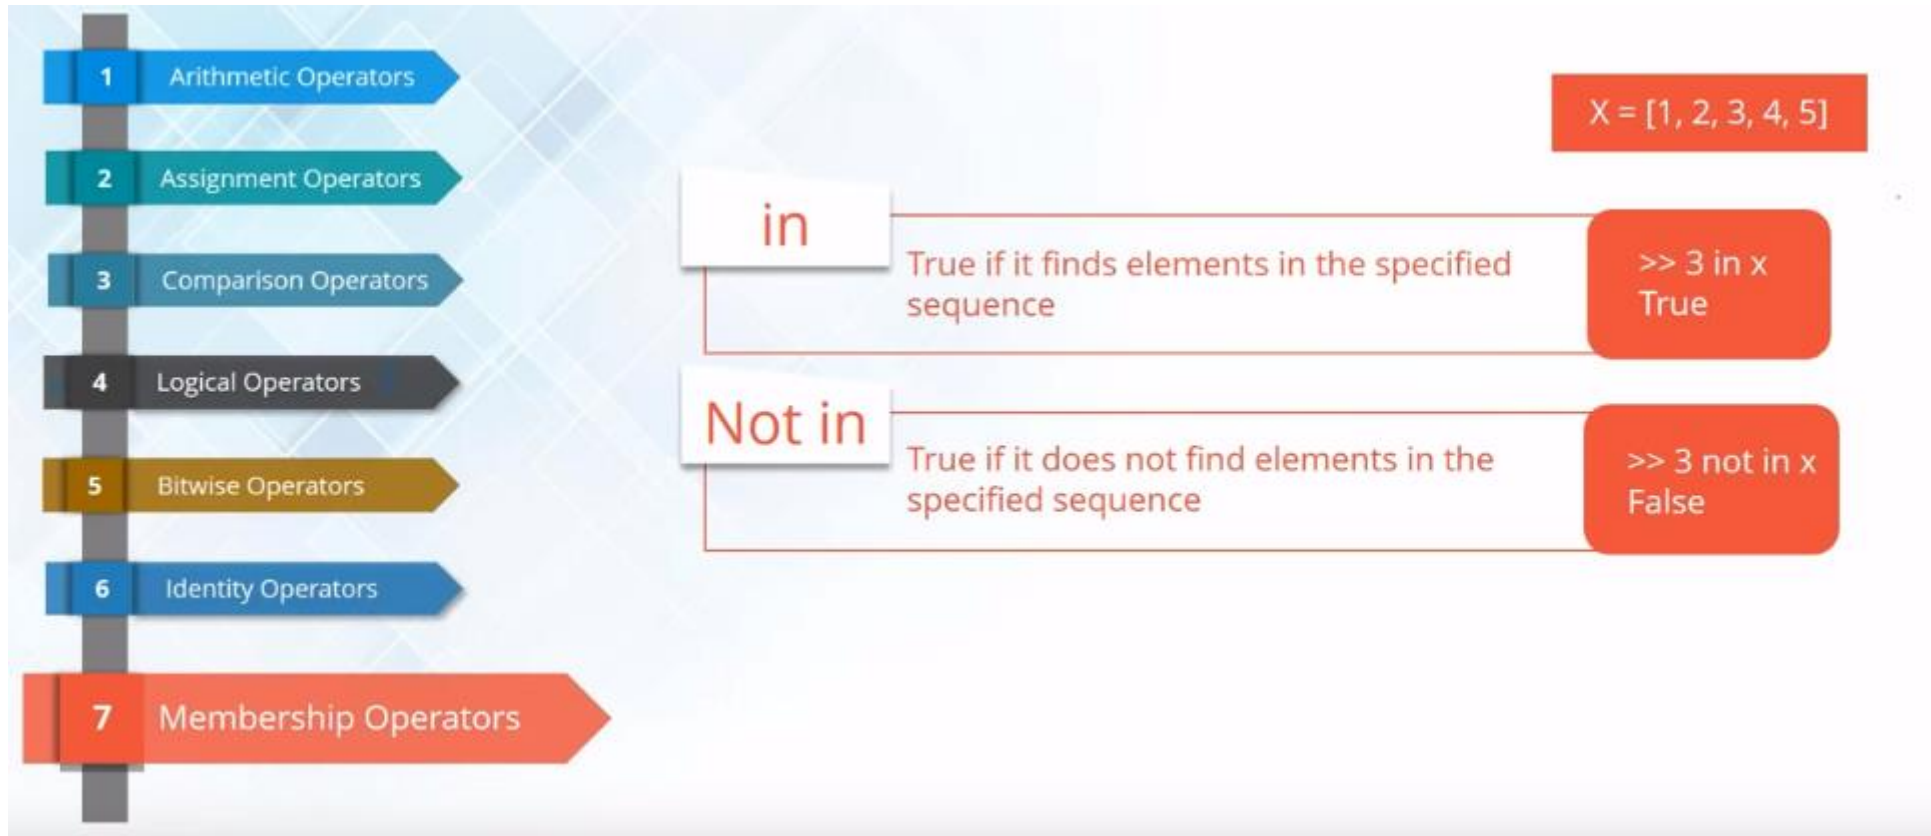 1 Arithmetic Operators
2 Assignment Operators
3 Comparison Operators
4 Logical Operators
5 Bitwise Operators
6 Identity Operators
7 Membership Operators
X = [1, 2, 3, 4, 5]
in
True if it finds elements in the specified
sequence
>> 3 in x
True
Not in
True if it does not find elements in the
specified sequence
>> 3 not in x
False